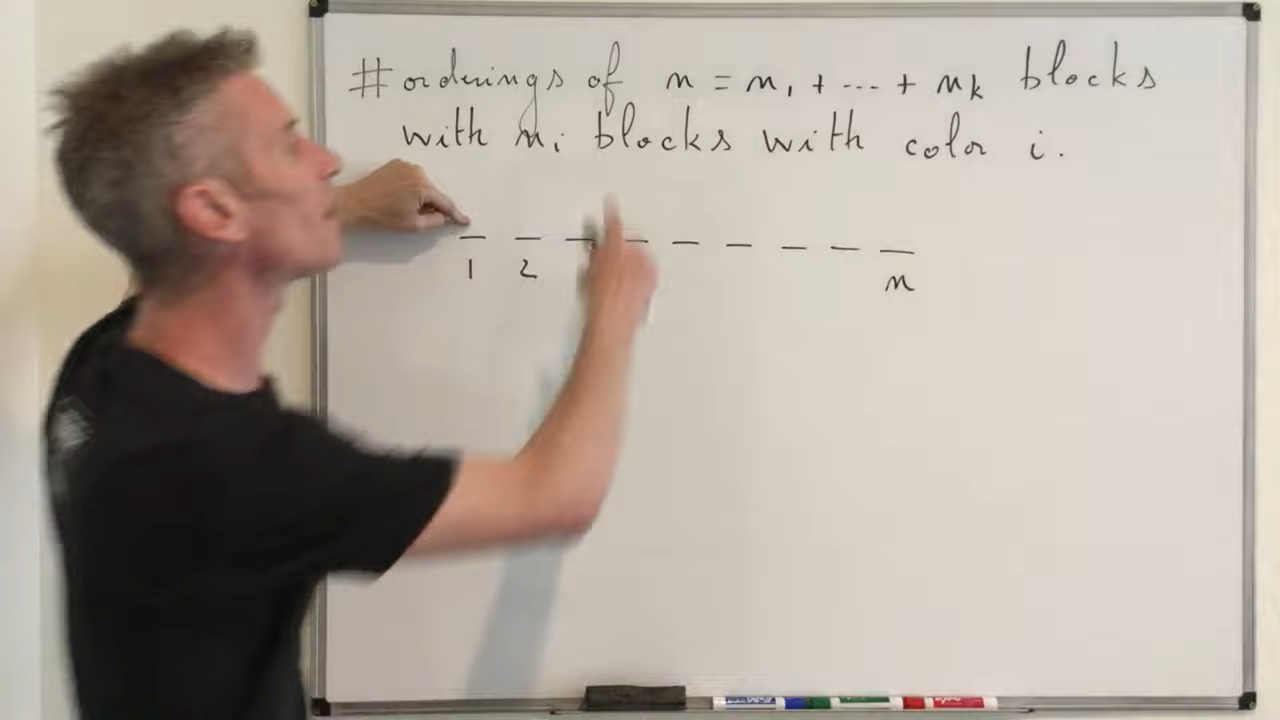 # orderings of n = n₁ + ... + nₖ blocks
with nᵢ blocks with color i.
1 2 n